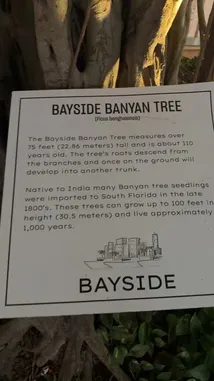 BAYSIDE BANYAN TREE
(Ficus benghalensis)
The Bayside Banyan Tree measures over
75 feet (22.86 meters) tall and is about 110
years old. The tree's roots descend from
the branches and once on the ground will
develop into another trunk.
Native to India many Banyan tree seedlings
were imported to South Florida in the late
1800's. These trees can grow up to 100 feet in
height (30.5 meters) and live approximately
1,000 years.
BAYSIDE